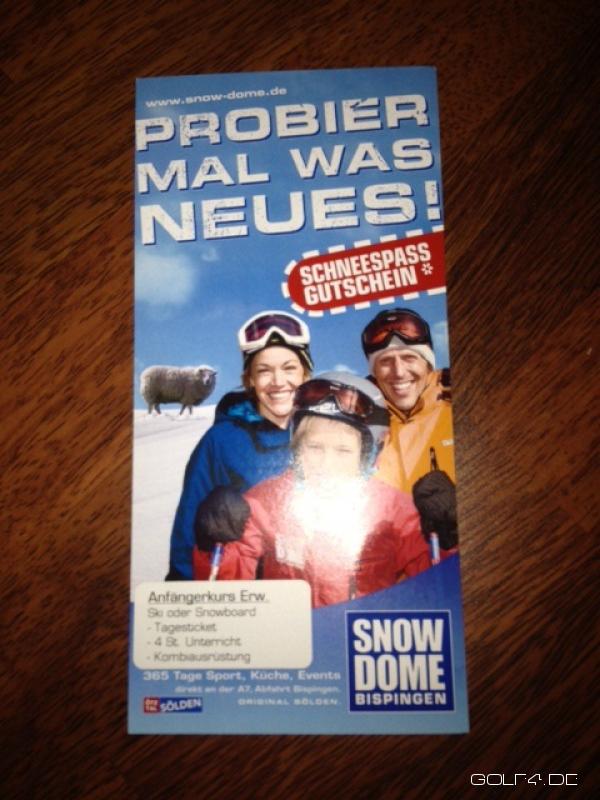 www.snow-dome.de
PROBIER
MAL WAS
NEUES!
SCHNEESPASS
GUTSCHEIN *
Anfängerkurs Erw.
Ski oder Snowboard
- Tagesticket
- 4 St. Unterricht
- Kombiausrüstung
365 Tage Sport, Küche, Events
direkt an der A7, Abfahrt Bispingen.
ÖTZ
TAL
SÖLDEN
ORIGINAL SÖLDEN.
SNOW
DOME
BISPINGEN
GOLF4.DE